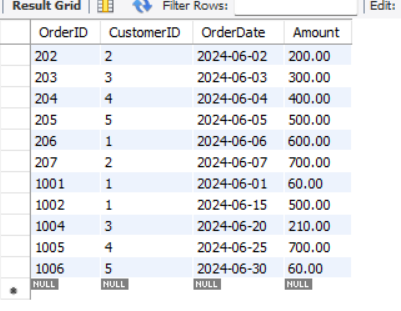 Result Grid Filter Rows: Edit:
OrderID CustomerID OrderDate Amount
202 2 2024-06-02 200.00
203 3 2024-06-03 300.00
204 4 2024-06-04 400.00
205 5 2024-06-05 500.00
206 1 2024-06-06 600.00
207 2 2024-06-07 700.00
1001 1 2024-06-01 60.00
1002 1 2024-06-15 500.00
1004 3 2024-06-20 210.00
1005 4 2024-06-25 700.00
1006 5 2024-06-30 60.00
NULL NULL NULL NULL